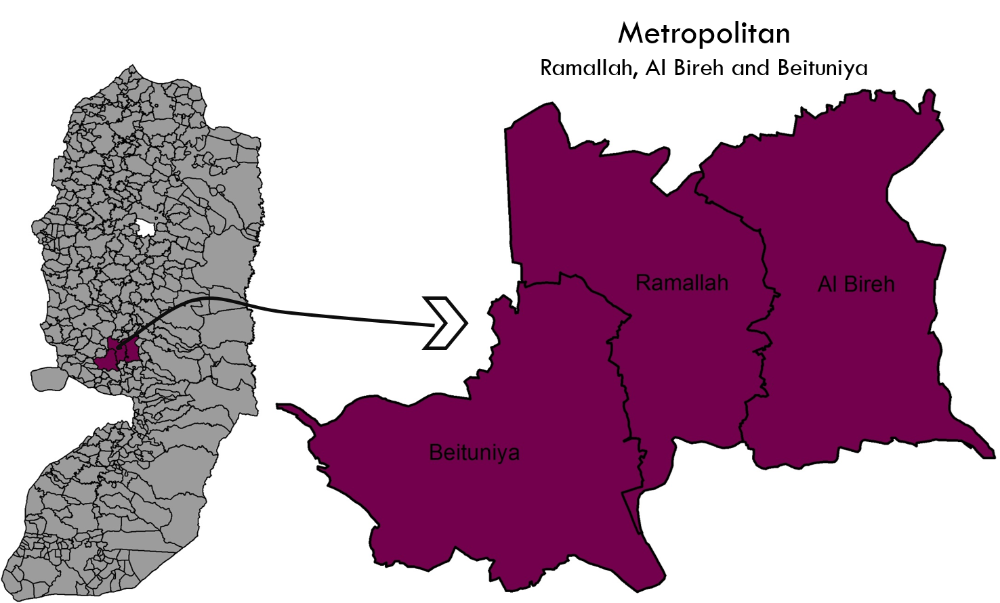 Metropolitan
Ramallah, Al Bireh and Beituniya
Ramallah
Al Bireh
Beituniya